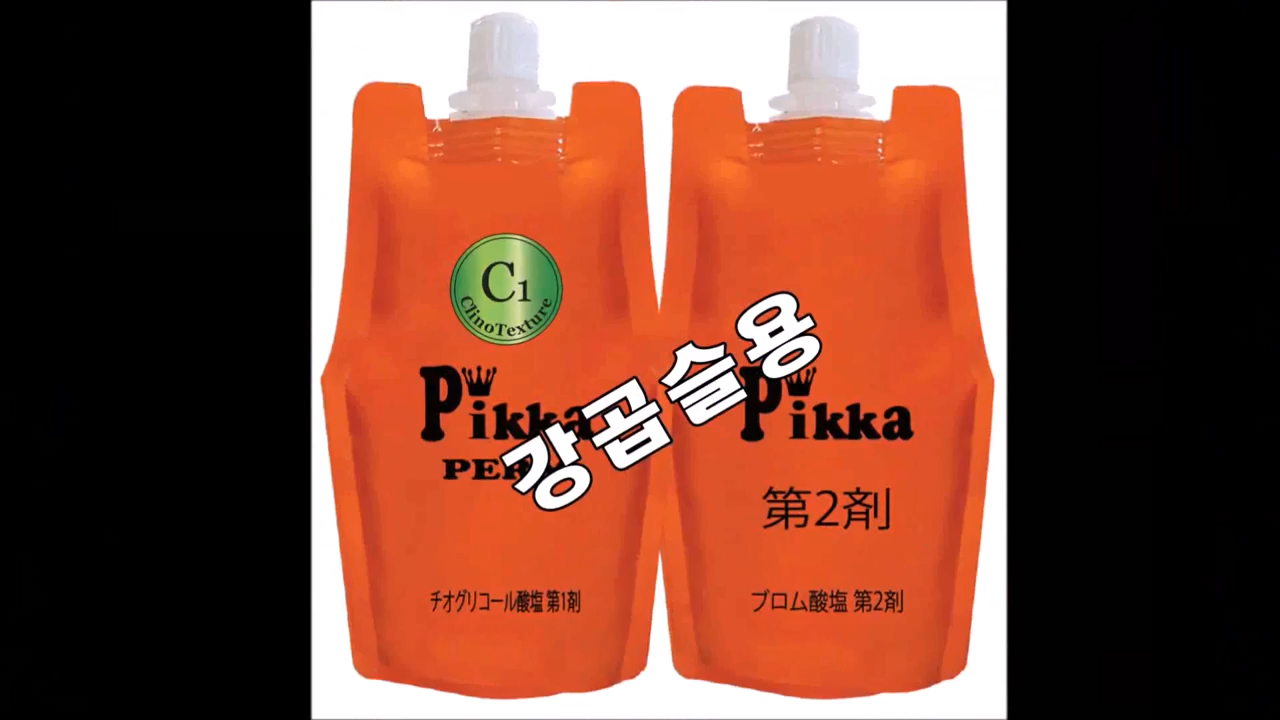 C1
ClinoTexture
Pikka
チオグリコール酸塩 第1剤
강곱슬용
Pikka
第2剤
ブロム酸塩 第2剤